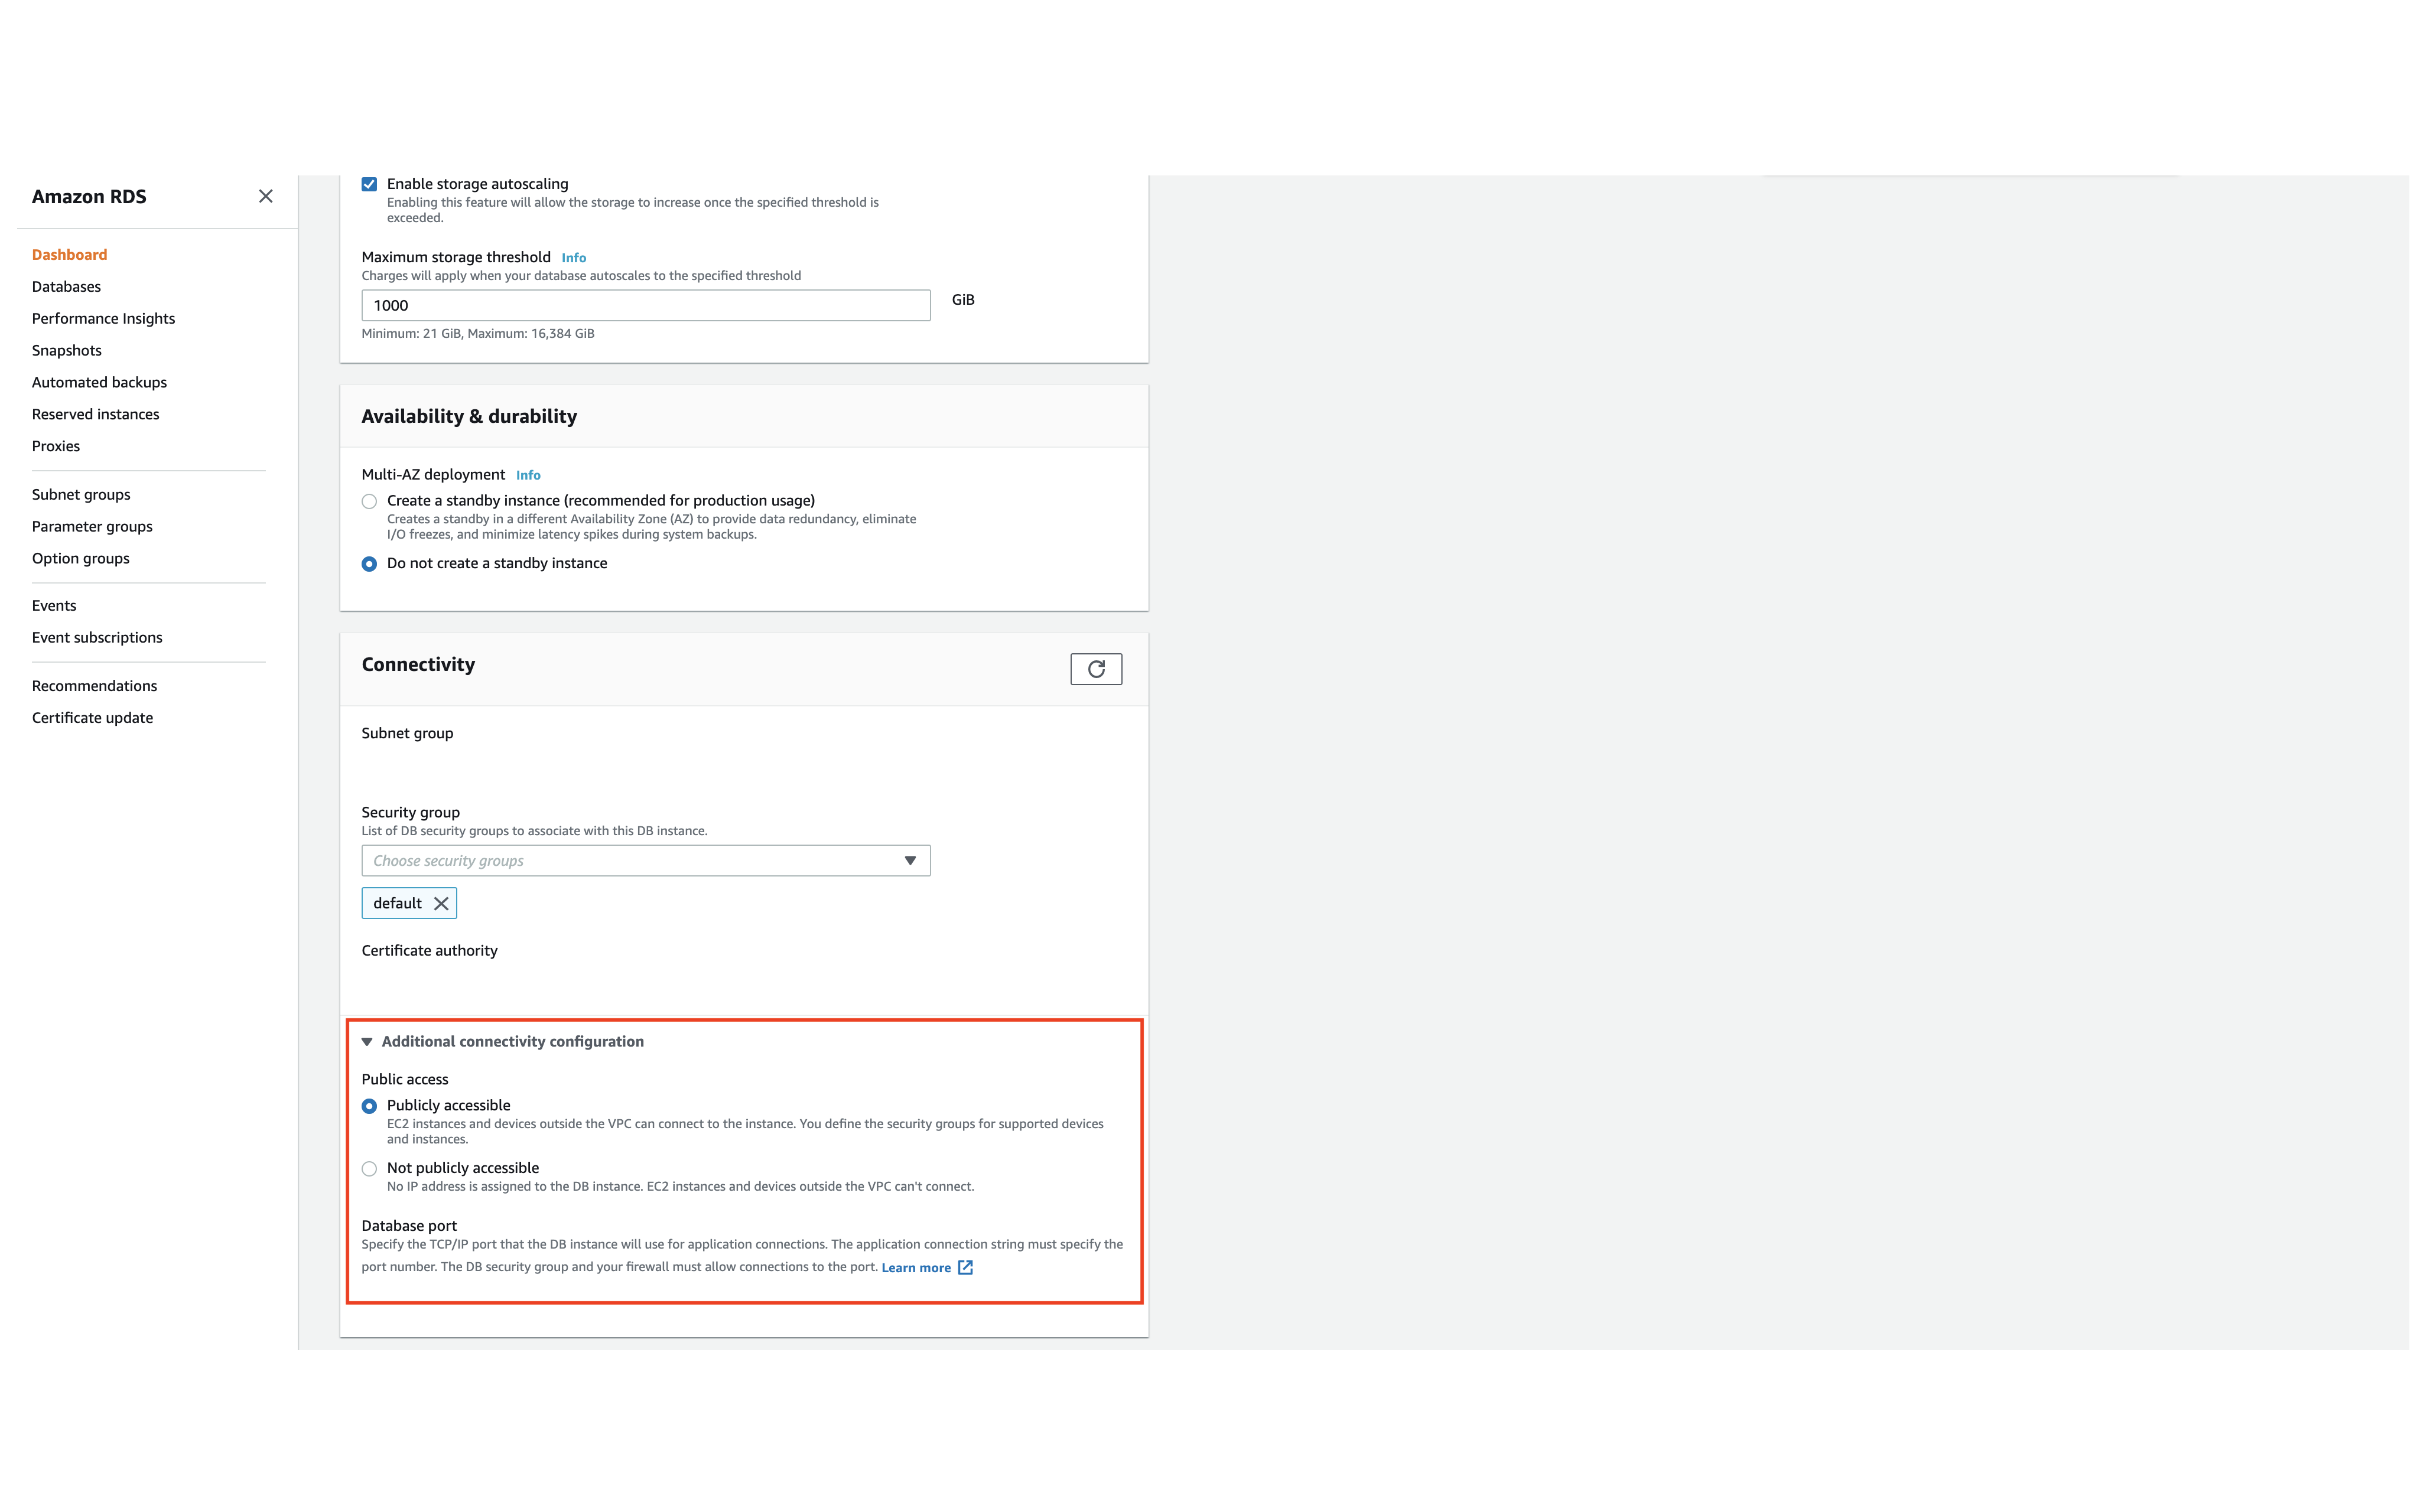 Amazon RDS
Dashboard
Databases
Performance Insights
Snapshots
Automated backups
Reserved instances
Proxies
Subnet groups
Parameter groups
Option groups
Events
Event subscriptions
Recommendations
Certificate update
Enable storage autoscaling
Enabling this feature will allow the storage to increase once the specified threshold is
exceeded.
Maximum storage threshold Info
Charges will apply when your database autoscales to the specified threshold
1000 GiB
Minimum: 21 GiB, Maximum: 16,384 GiB
Availability & durability
Multi-AZ deployment Info
Create a standby instance (recommended for production usage)
Creates a standby in a different Availability Zone (AZ) to provide data redundancy, eliminate
I/O freezes, and minimize latency spikes during system backups.
Do not create a standby instance
Connectivity
Subnet group
Security group
List of DB security groups to associate with this DB instance.
Choose security groups
default
Certificate authority
Additional connectivity configuration
Public access
Publicly accessible
EC2 instances and devices outside the VPC can connect to the instance. You define the security groups for supported devices
and instances.
Not publicly accessible
No IP address is assigned to the DB instance. EC2 instances and devices outside the VPC can't connect.
Database port
Specify the TCP/IP port that the DB instance will use for application connections. The application connection string must specify the
port number. The DB security group and your firewall must allow connections to the port. Learn more